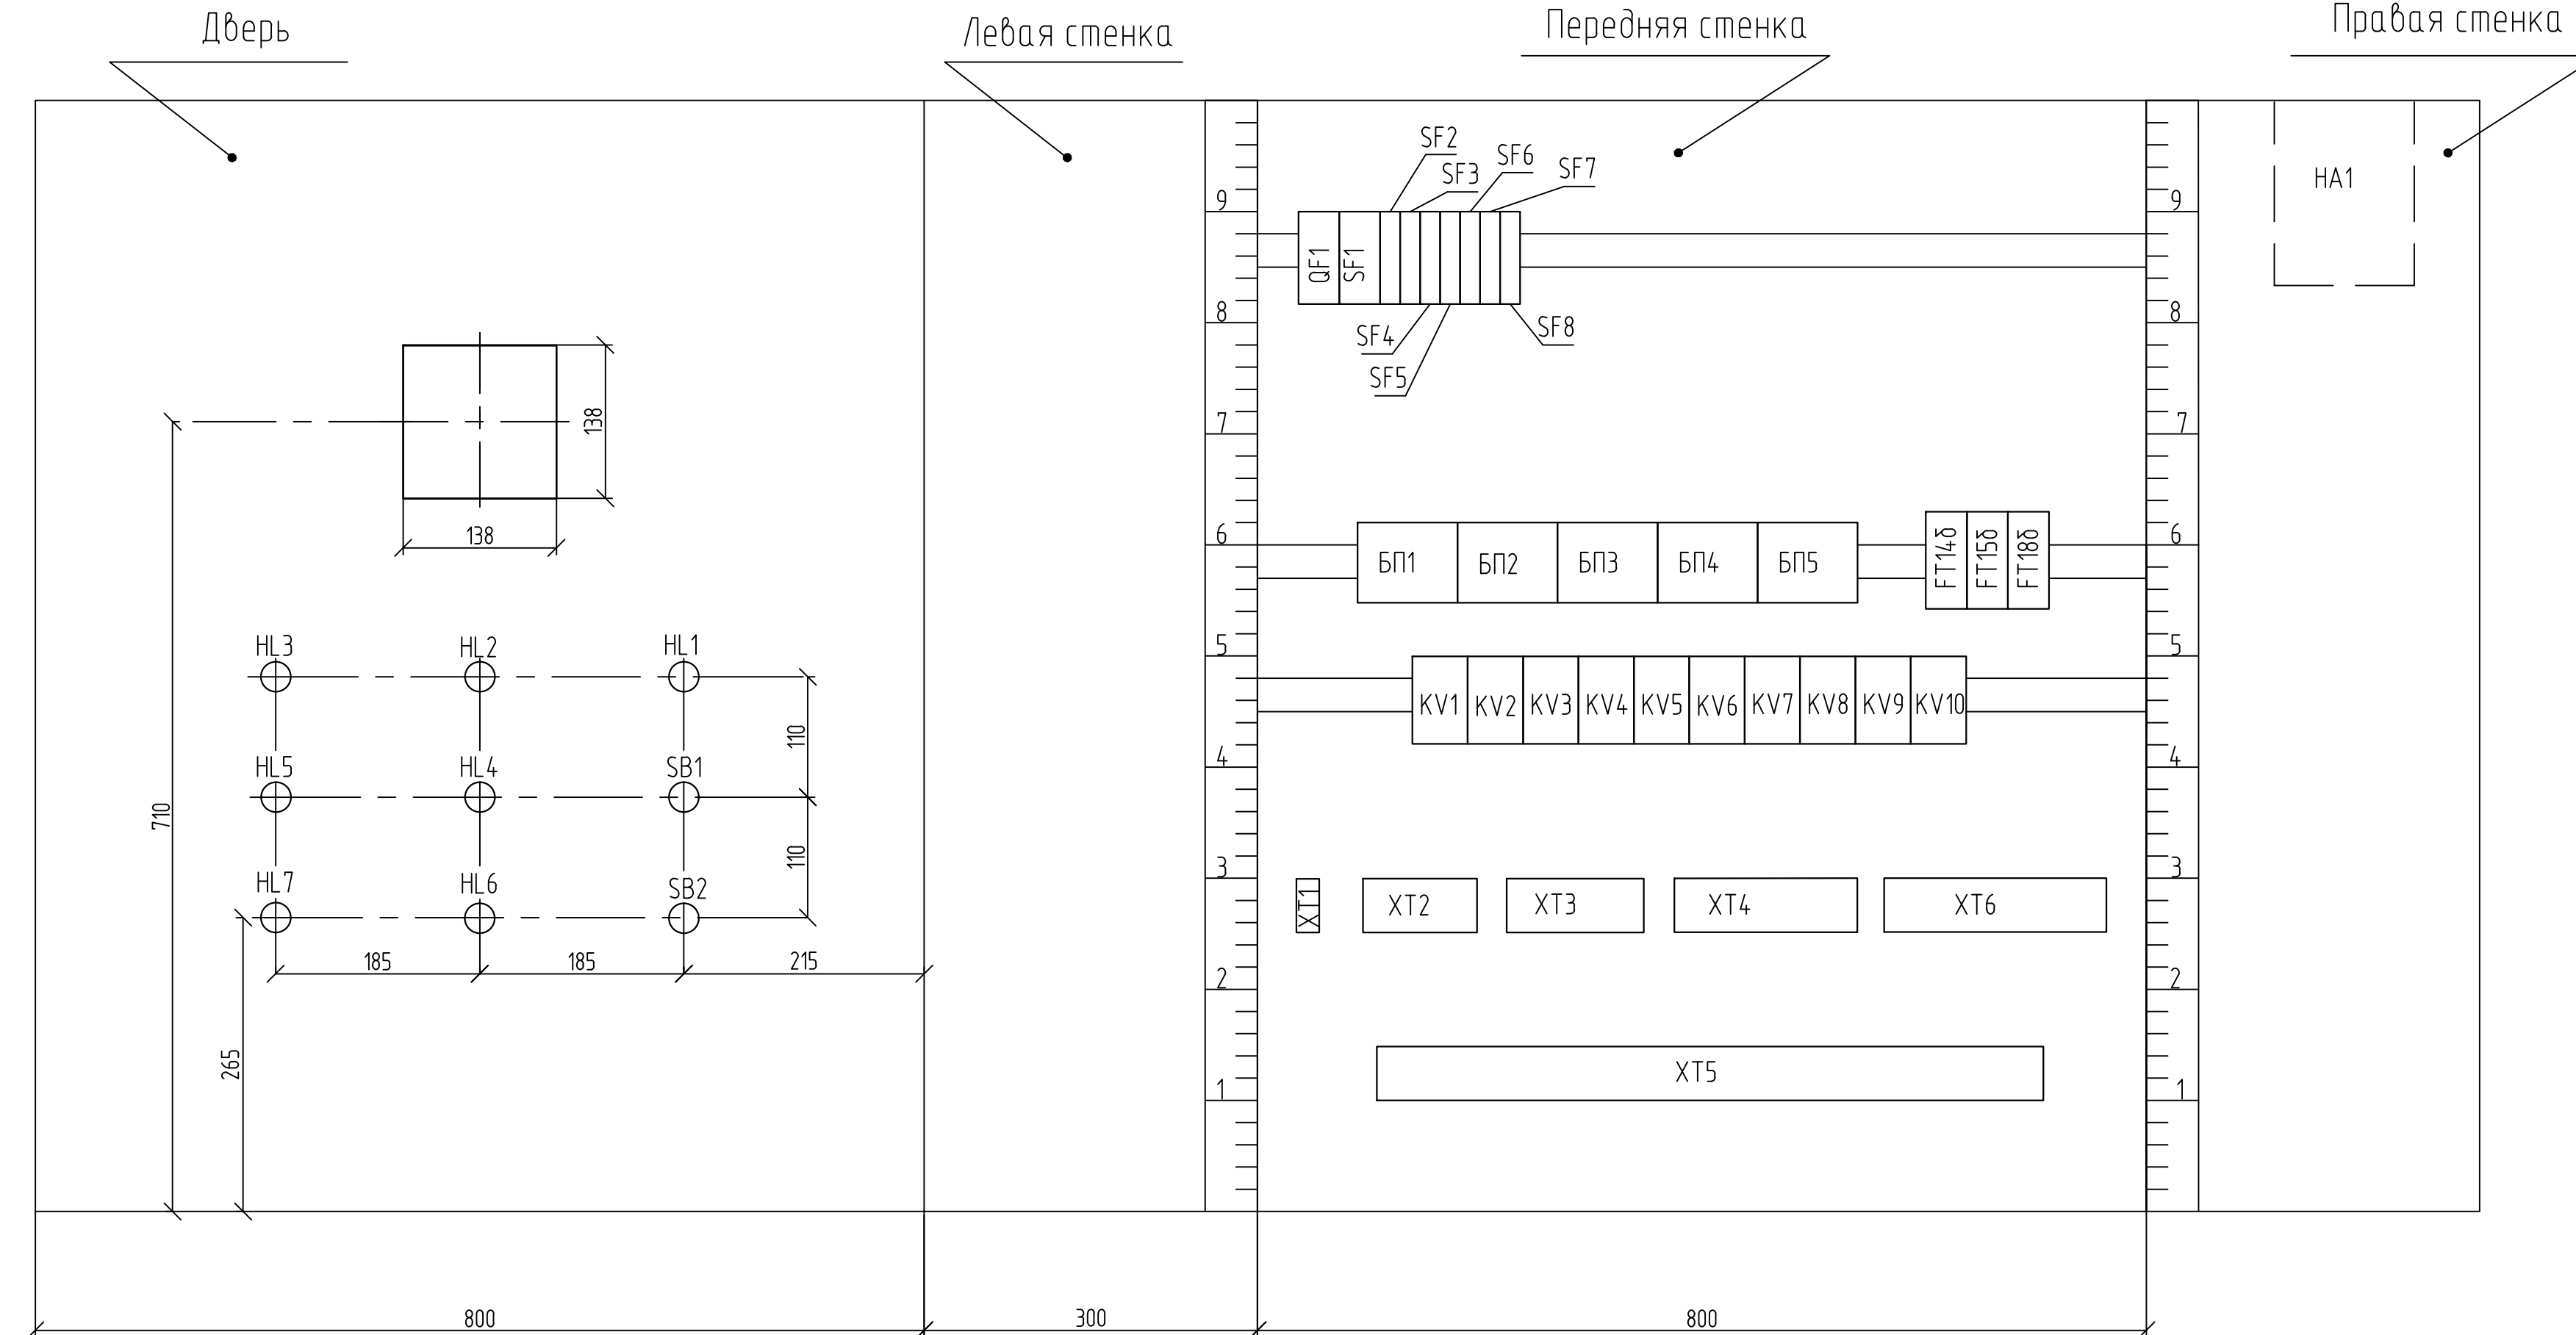 Дверь
Левая стенка
Передняя стенка
Правая стенка
138
138
710
HL3
HL2
HL1
HL5
HL4
SB1
HL7
HL6
SB2
110
110
185
185
215
265
800
300
9
8
7
6
5
4
3
2
1
SF2
SF3
SF6
SF7
QF1
SF1
SF4
SF5
SF8
БП1
БП2
БП3
БП4
БП5
FT14б
FT15б
FT18б
KV1
KV2
KV3
KV4
KV5
KV6
KV7
KV8
KV9
KV10
XT1
XT2
XT3
XT4
XT6
XT5
800
9
8
7
6
5
4
3
2
1
HA1